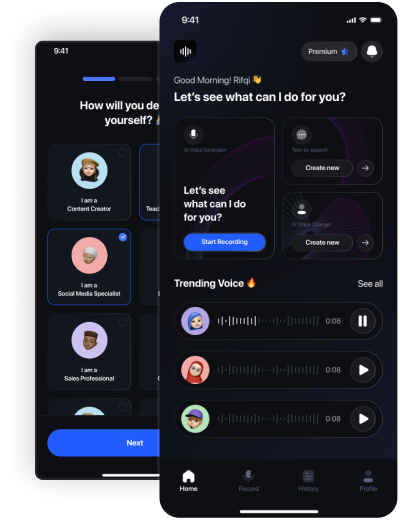 9:41
How will you de
yourself?
I am a
Content Creator
I am a
Social Media Specialist
I am a
Sales Professional
Next
9:41
Premium
Good Morning! Rifqi 👋
Let's see what can I do for you?
AI Voice Generator
Let's see
what can I do
for you?
Start Recording
Text-to-speech
Create new
AI Voice Changer
Create new
Trending Voice 🔥
See all
0:08
0:08
0:08
Home
Record
History
Profile